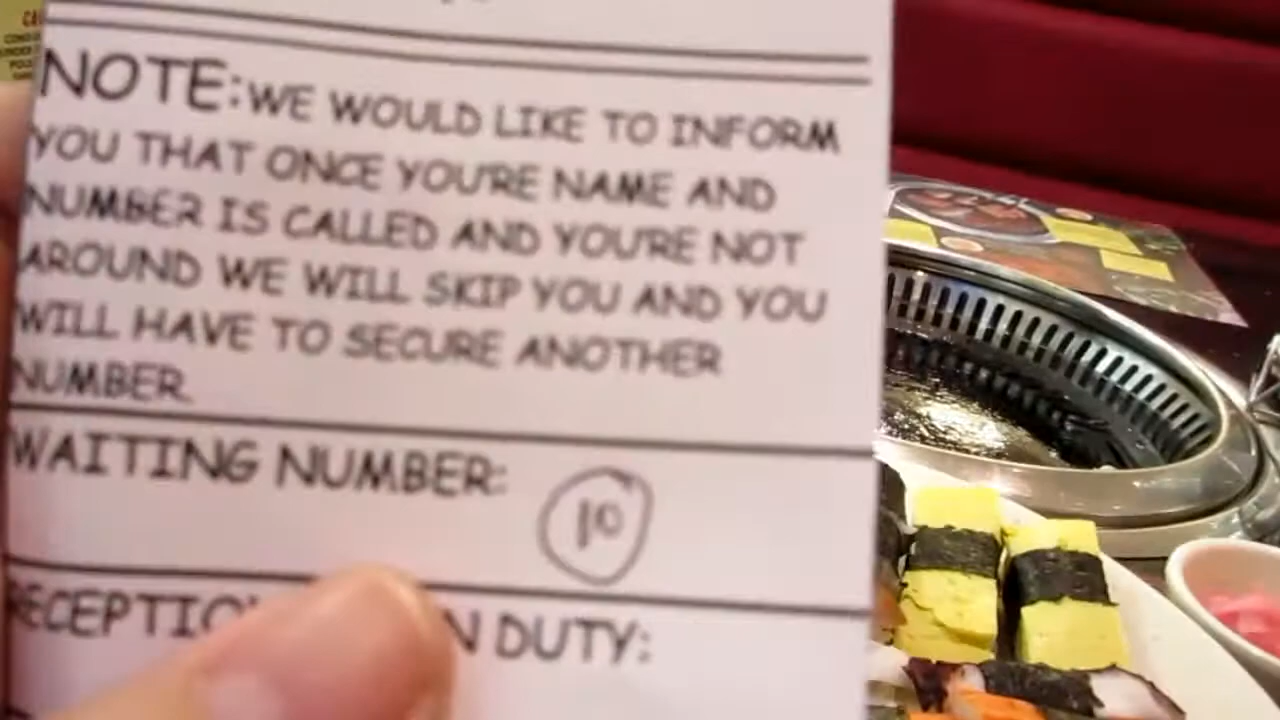 NOTE:WE WOULD LIKE TO INFORM
YOU THAT ONCE YOU'RE NAME AND
NUMBER IS CALLED AND YOU'RE NOT
AROUND WE WILL SKIP YOU AND YOU
WILL HAVE TO SECURE ANOTHER
NUMBER.
WAITING NUMBER: 10
DUTY: